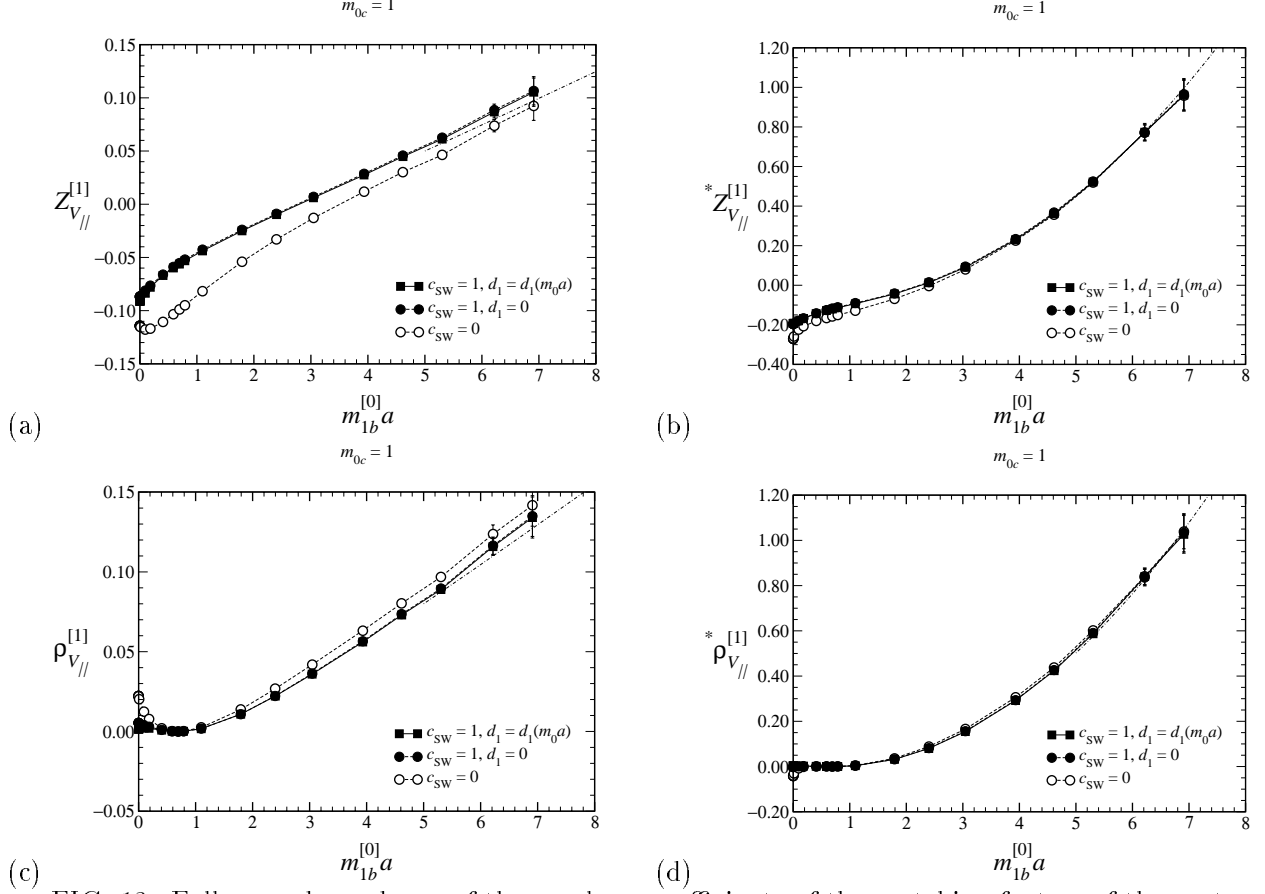 m0c = 1
0.15
0.10
0.05
0.00
−0.05
−0.10
−0.15
Z[1]V//
cSW = 1, d1 = d1(m0a)
cSW = 1, d1 = 0
cSW = 0
0 1 2 3 4 5 6 7 8
m[0]1b a
(a)
m0c = 1
1.20
1.00
0.80
0.60
0.40
0.20
0.00
−0.20
−0.40
*Z[1]V//
cSW = 1, d1 = d1(m0a)
cSW = 1, d1 = 0
cSW = 0
0 1 2 3 4 5 6 7 8
m[0]1b a
(b)
m0c = 1
0.15
0.10
0.05
0.00
−0.05
ρ[1]V//
cSW = 1, d1 = d1(m0a)
cSW = 1, d1 = 0
cSW = 0
0 1 2 3 4 5 6 7 8
m[0]1b a
(c)
m0c = 1
1.20
1.00
0.80
0.60
0.40
0.20
0.00
−0.20
*ρ[1]V//
cSW = 1, d1 = d1(m0a)
cSW = 1, d1 = 0
cSW = 0
0 1 2 3 4 5 6 7 8
m[0]1b a
(d)